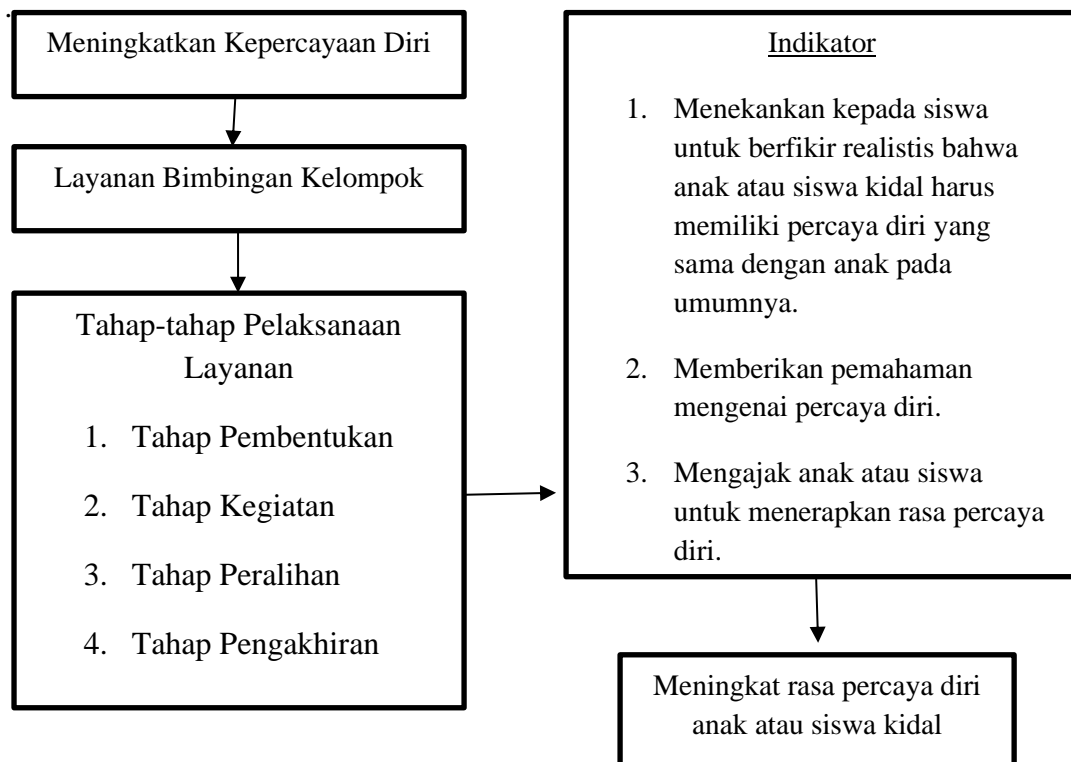 Meningkatkan Kepercayaan Diri
Layanan Bimbingan Kelompok
Tahap-tahap Pelaksanaan
Layanan
1. Tahap Pembentukan
2. Tahap Kegiatan
3. Tahap Peralihan
4. Tahap Pengakhiran
Indikator
1. Menekankan kepada siswa
untuk berfikir realistis bahwa
anak atau siswa kidal harus
memiliki percaya diri yang
sama dengan anak pada
umumnya.
2. Memberikan pemahaman
mengenai percaya diri.
3. Mengajak anak atau siswa
untuk menerapkan rasa percaya
diri.
Meningkat rasa percaya diri
anak atau siswa kidal